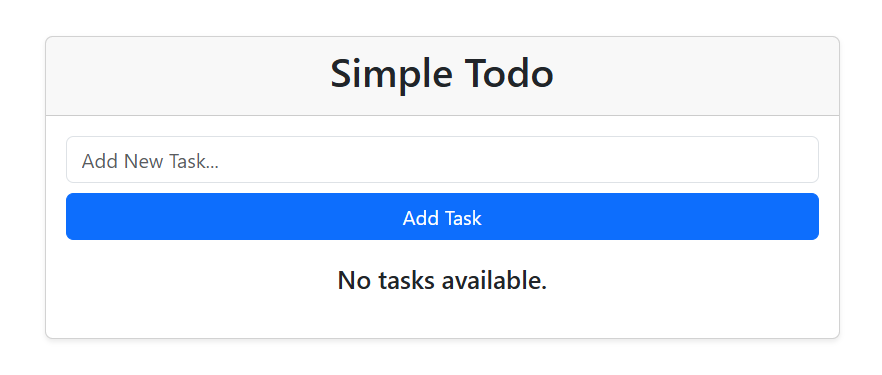 Simple Todo
Add New Task...
Add Task
No tasks available.